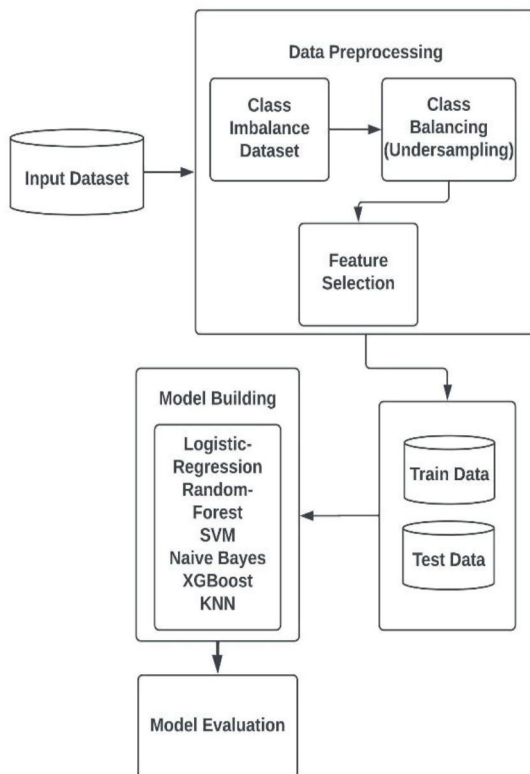 Data Preprocessing
Class
Imbalance
Dataset
Class
Balancing
(Undersampling)
Input Dataset
Feature
Selection
Model Building
Logistic-
Regression
Random-
Forest
SVM
Naive Bayes
XGBoost
KNN
Train Data
Test Data
Model Evaluation